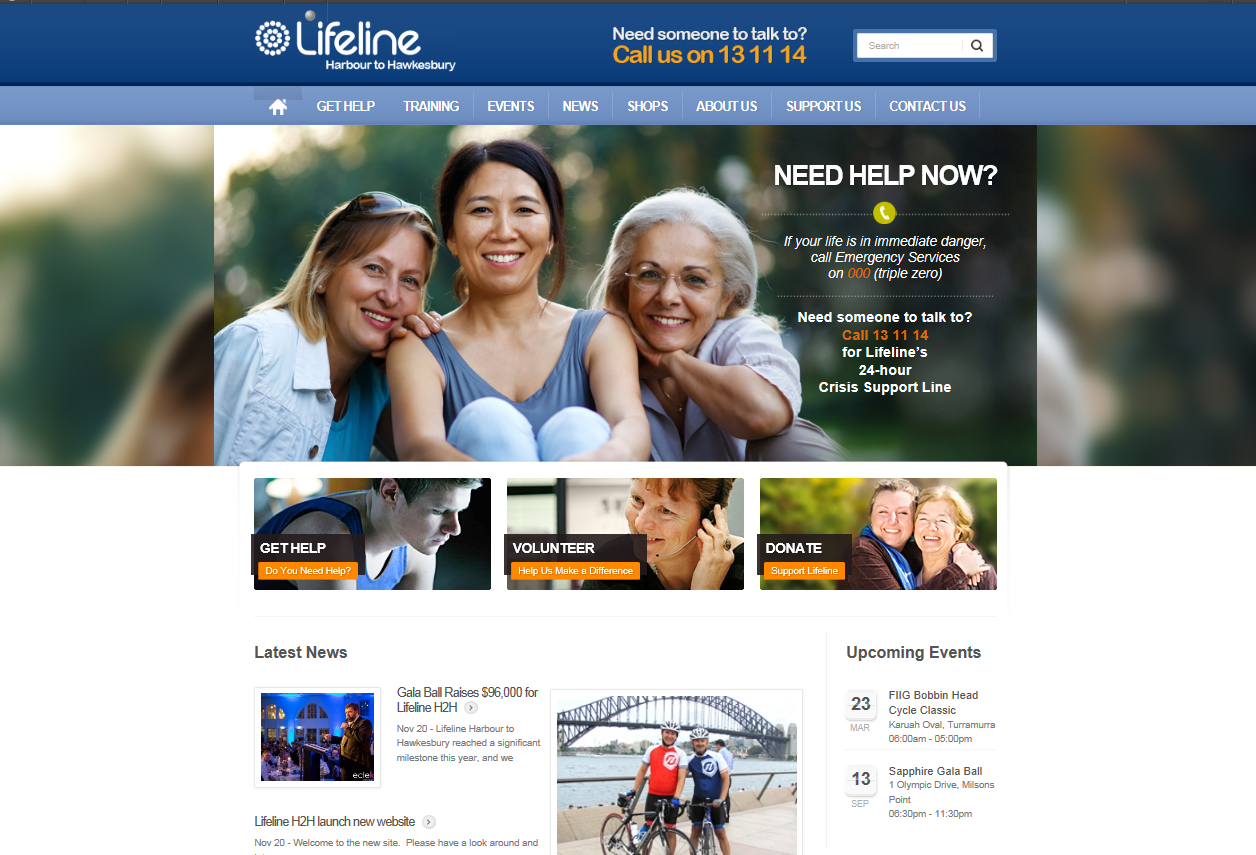 Lifeline
Harbour to Hawkesbury
Need someone to talk to?
Call us on 13 11 14
Search
GET HELP
TRAINING
EVENTS
NEWS
SHOPS
ABOUT US
SUPPORT US
CONTACT US
NEED HELP NOW?
If your life is in immediate danger,
call Emergency Services
on 000 (triple zero)
Need someone to talk to?
Call 13 11 14
for Lifeline's
24-hour
Crisis Support Line
GET HELP
Do You Need Help?
VOLUNTEER
Help Us Make a Difference
DONATE
Support Lifeline
Latest News
Gala Ball Raises $96,000 for
Lifeline H2H
Nov 20 - Lifeline Harbour to
Hawkesbury reached a significant
milestone this year, and we
Lifeline H2H launch new website
Nov 20 - Welcome to the new site.  Please have a look around and
Upcoming Events
23
MAR
FIIG Bobbin Head
Cycle Classic
Karuah Oval, Turramurra
06:00am - 05:00pm
13
SEP
Sapphire Gala Ball
1 Olympic Drive, Milsons
Point
06:30pm - 11:30pm